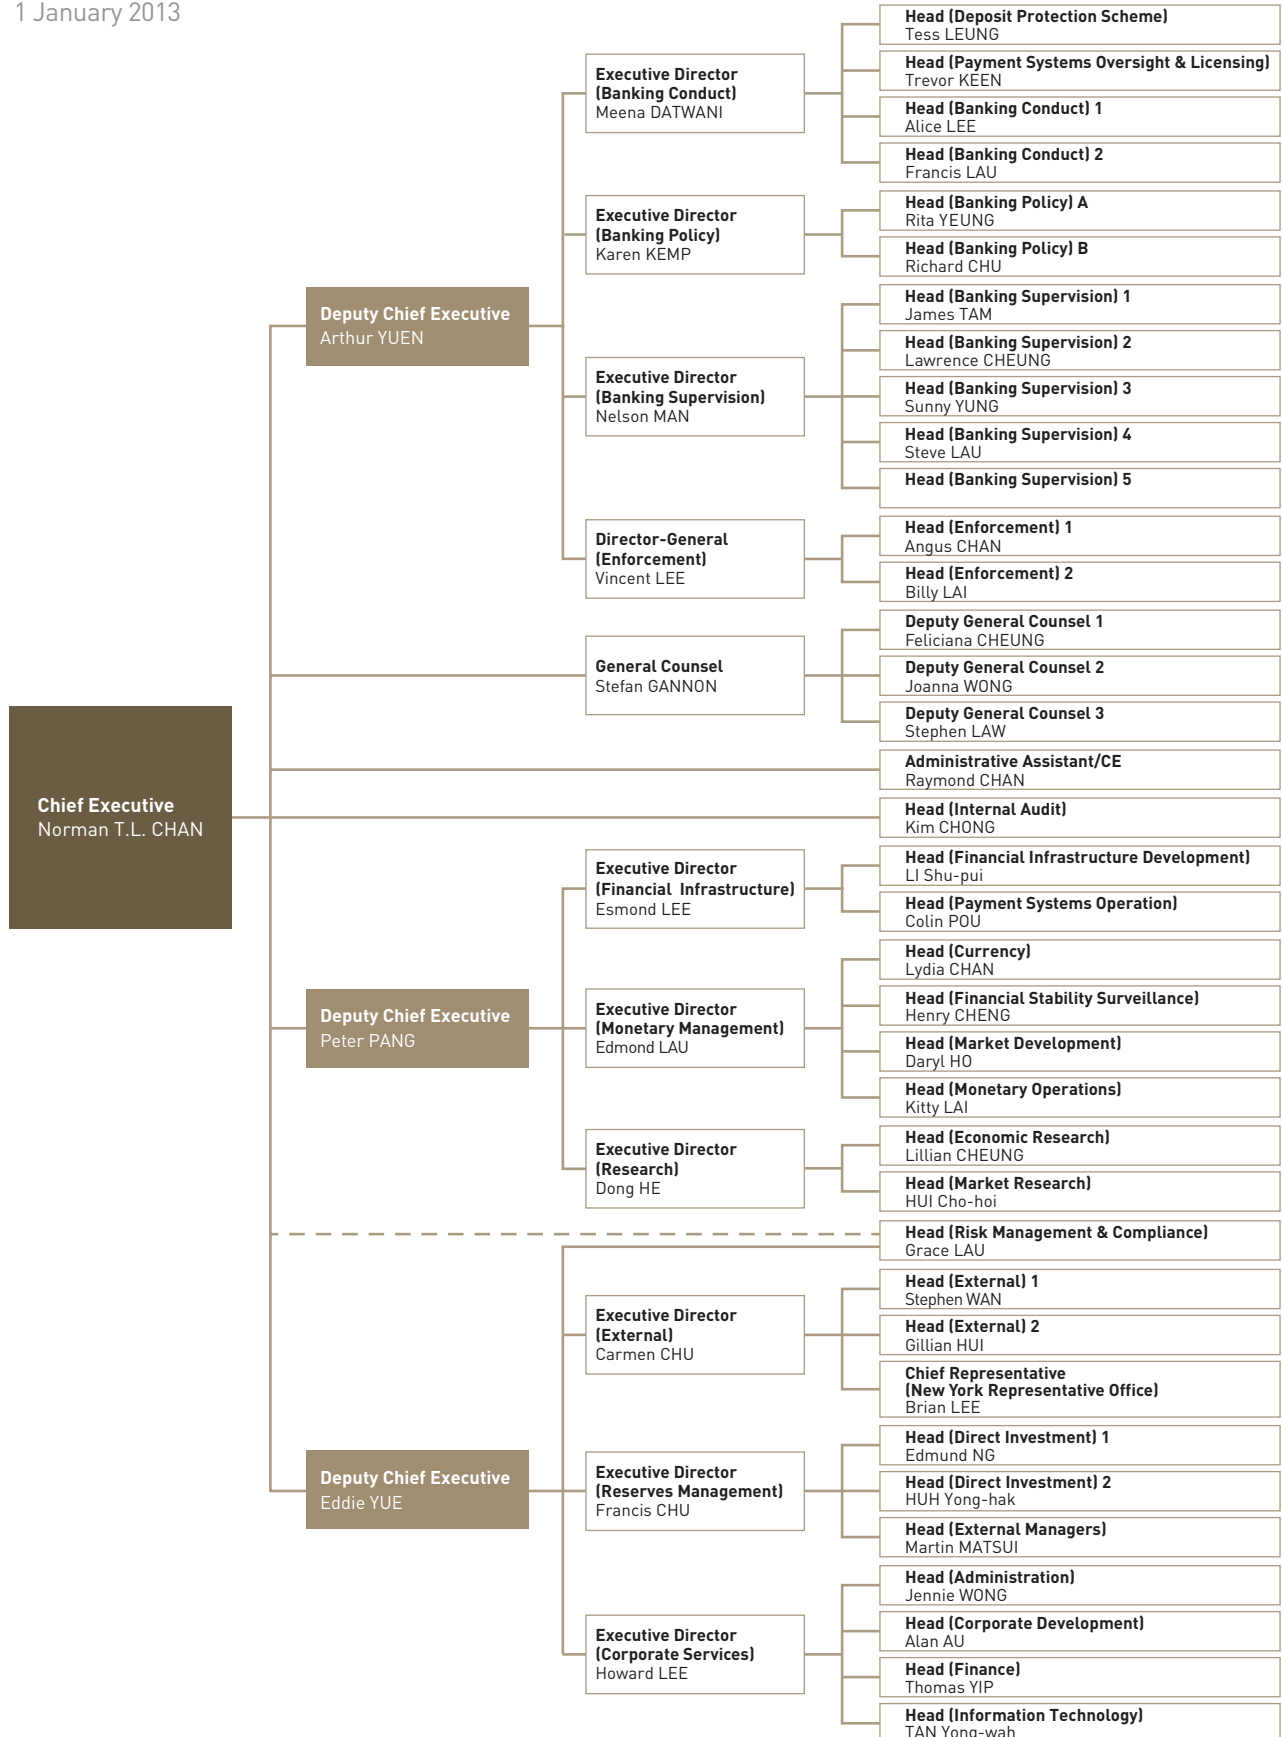 1 January 2013
Chief Executive
Norman T.L. CHAN
Deputy Chief Executive
Arthur YUEN
Executive Director
(Banking Conduct)
Meena DATWANI
Head (Deposit Protection Scheme)
Tess LEUNG
Head (Payment Systems Oversight & Licensing)
Trevor KEEN
Head (Banking Conduct) 1
Alice LEE
Head (Banking Conduct) 2
Francis LAU
Executive Director
(Banking Policy)
Karen KEMP
Head (Banking Policy) A
Rita YEUNG
Head (Banking Policy) B
Richard CHU
Executive Director
(Banking Supervision)
Nelson MAN
Head (Banking Supervision) 1
James TAM
Head (Banking Supervision) 2
Lawrence CHEUNG
Head (Banking Supervision) 3
Sunny YUNG
Head (Banking Supervision) 4
Steve LAU
Head (Banking Supervision) 5
Director-General
(Enforcement)
Vincent LEE
Head (Enforcement) 1
Angus CHAN
Head (Enforcement) 2
Billy LAI
General Counsel
Stefan GANNON
Deputy General Counsel 1
Feliciana CHEUNG
Deputy General Counsel 2
Joanna WONG
Deputy General Counsel 3
Stephen LAW
Administrative Assistant/CE
Raymond CHAN
Head (Internal Audit)
Kim CHONG
Deputy Chief Executive
Peter PANG
Executive Director
(Financial Infrastructure)
Esmond LEE
Head (Financial Infrastructure Development)
LI Shu-pui
Head (Payment Systems Operation)
Colin POU
Executive Director
(Monetary Management)
Edmond LAU
Head (Currency)
Lydia CHAN
Head (Financial Stability Surveillance)
Henry CHENG
Head (Market Development)
Daryl HO
Head (Monetary Operations)
Kitty LAI
Executive Director
(Research)
Dong HE
Head (Economic Research)
Lillian CHEUNG
Head (Market Research)
HUI Cho-hoi
Head (Risk Management & Compliance)
Grace LAU
Deputy Chief Executive
Eddie YUE
Executive Director
(External)
Carmen CHU
Head (External) 1
Stephen WAN
Head (External) 2
Gillian HUI
Chief Representative
(New York Representative Office)
Brian LEE
Executive Director
(Reserves Management)
Francis CHU
Head (Direct Investment) 1
Edmund NG
Head (Direct Investment) 2
HUH Yong-hak
Head (External Managers)
Martin MATSUI
Executive Director
(Corporate Services)
Howard LEE
Head (Administration)
Jennie WONG
Head (Corporate Development)
Alan AU
Head (Finance)
Thomas YIP
Head (Information Technology)
TAN Yong-wah